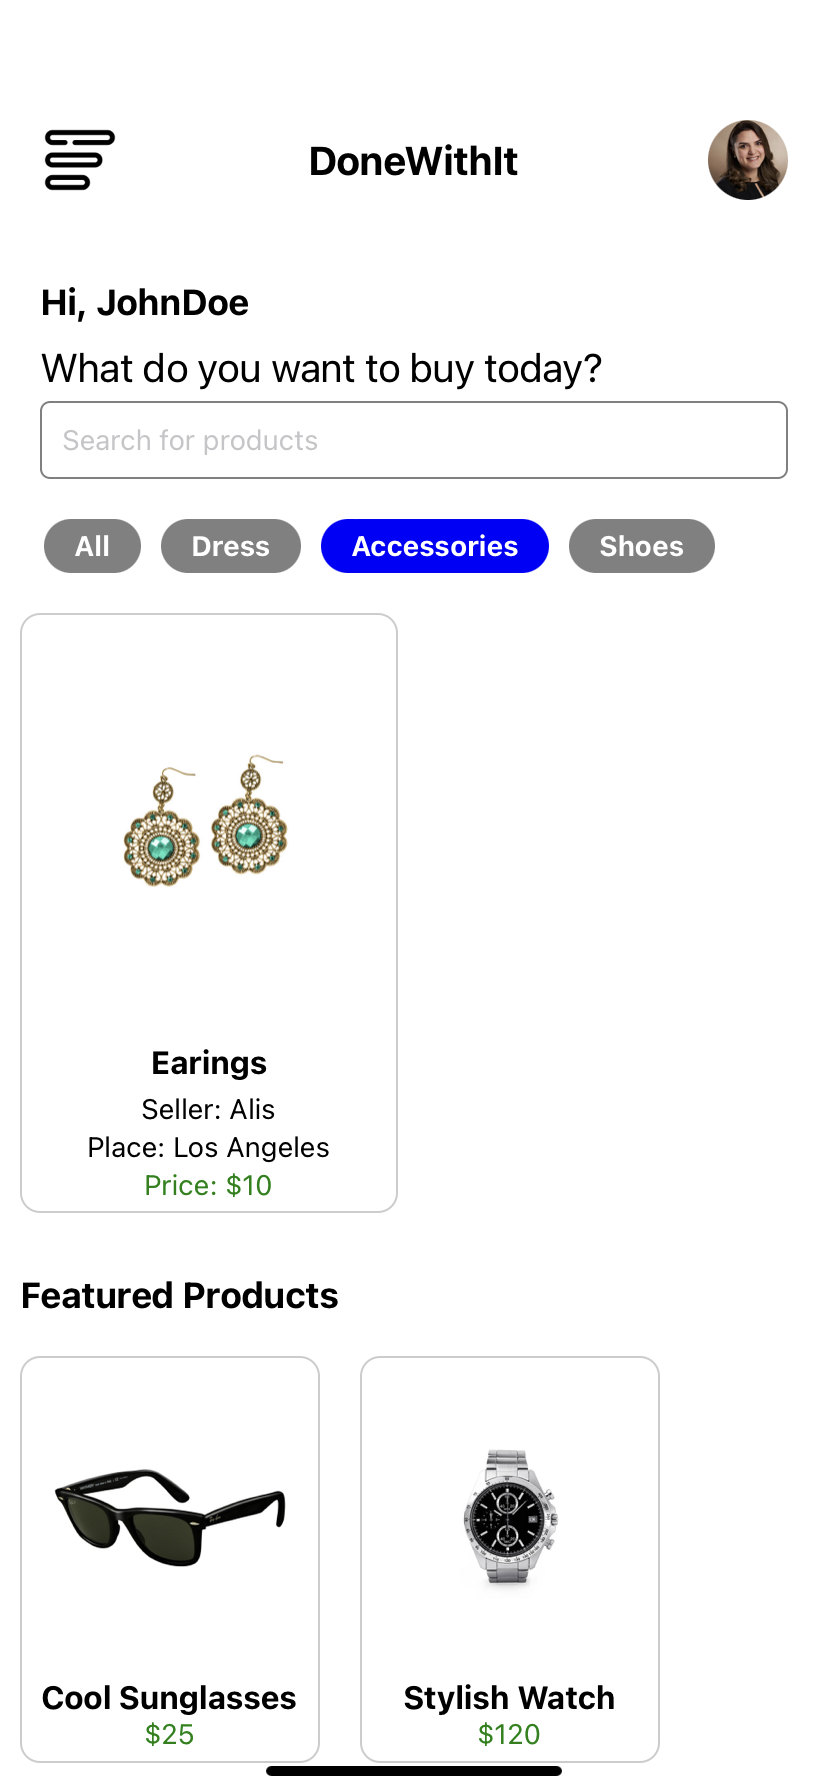 DoneWithIt
Hi, JohnDoe
What do you want to buy today?
Search for products
All Dress Accessories Shoes
Earings
Seller: Alis
Place: Los Angeles
Price: $10
Featured Products
Cool Sunglasses
$25
Stylish Watch
$120